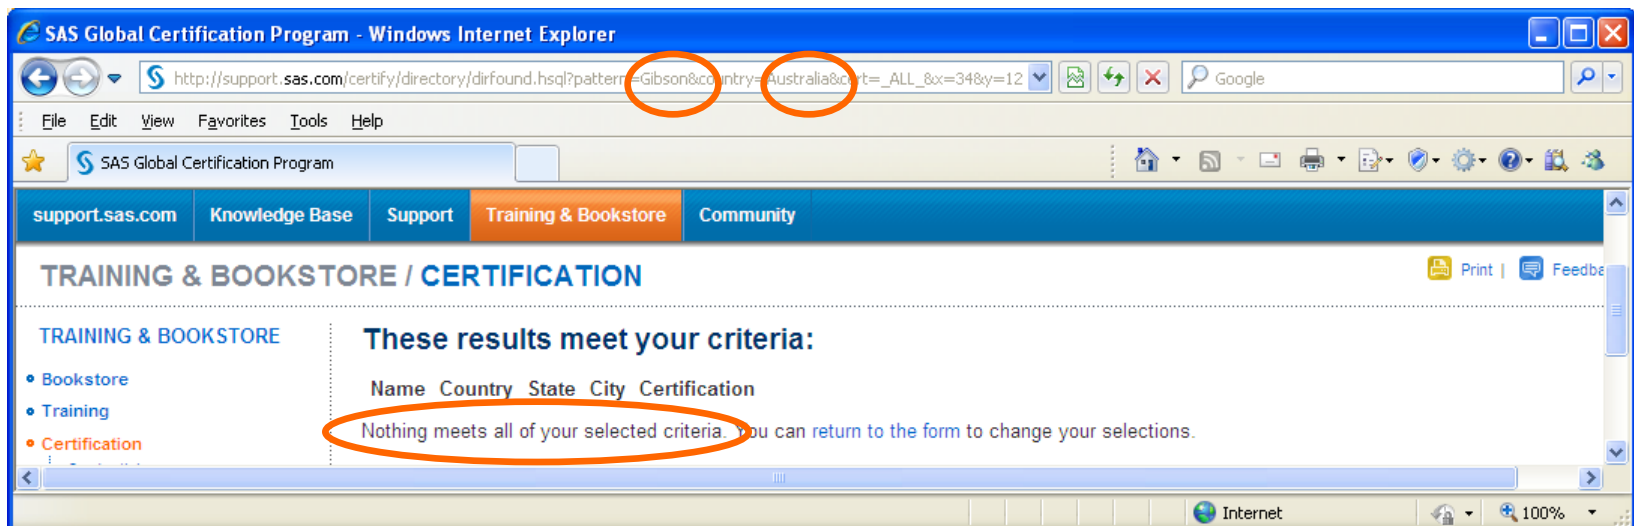 SAS Global Certification Program - Windows Internet Explorer
http://support.sas.com/certify/directory/dirfound.hsql?pattern=Gibson&country=Australia&cert=_ALL_&x=34&y=12
Google
File Edit View Favorites Tools Help
SAS Global Certification Program
support.sas.com Knowledge Base Support Training & Bookstore Community
TRAINING & BOOKSTORE / CERTIFICATION
Print | Feedba
TRAINING & BOOKSTORE
Bookstore
Training
Certification
These results meet your criteria:
Name Country State City Certification
Nothing meets all of your selected criteria. You can return to the form to change your selections.
Internet
100%